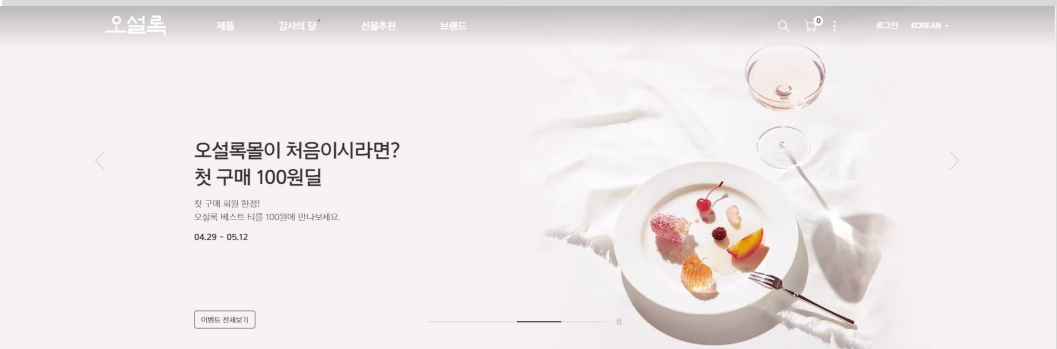 오설록
제품
감사의 달
선물추천
브랜드
0
로그인
KOREAN
오설록몰이 처음이시라면?
첫 구매 100원딜
첫 구매 회원 한정!
오설록 베스트 티를 100원에 만나보세요.
04.29 - 05.12
이벤트 전체보기